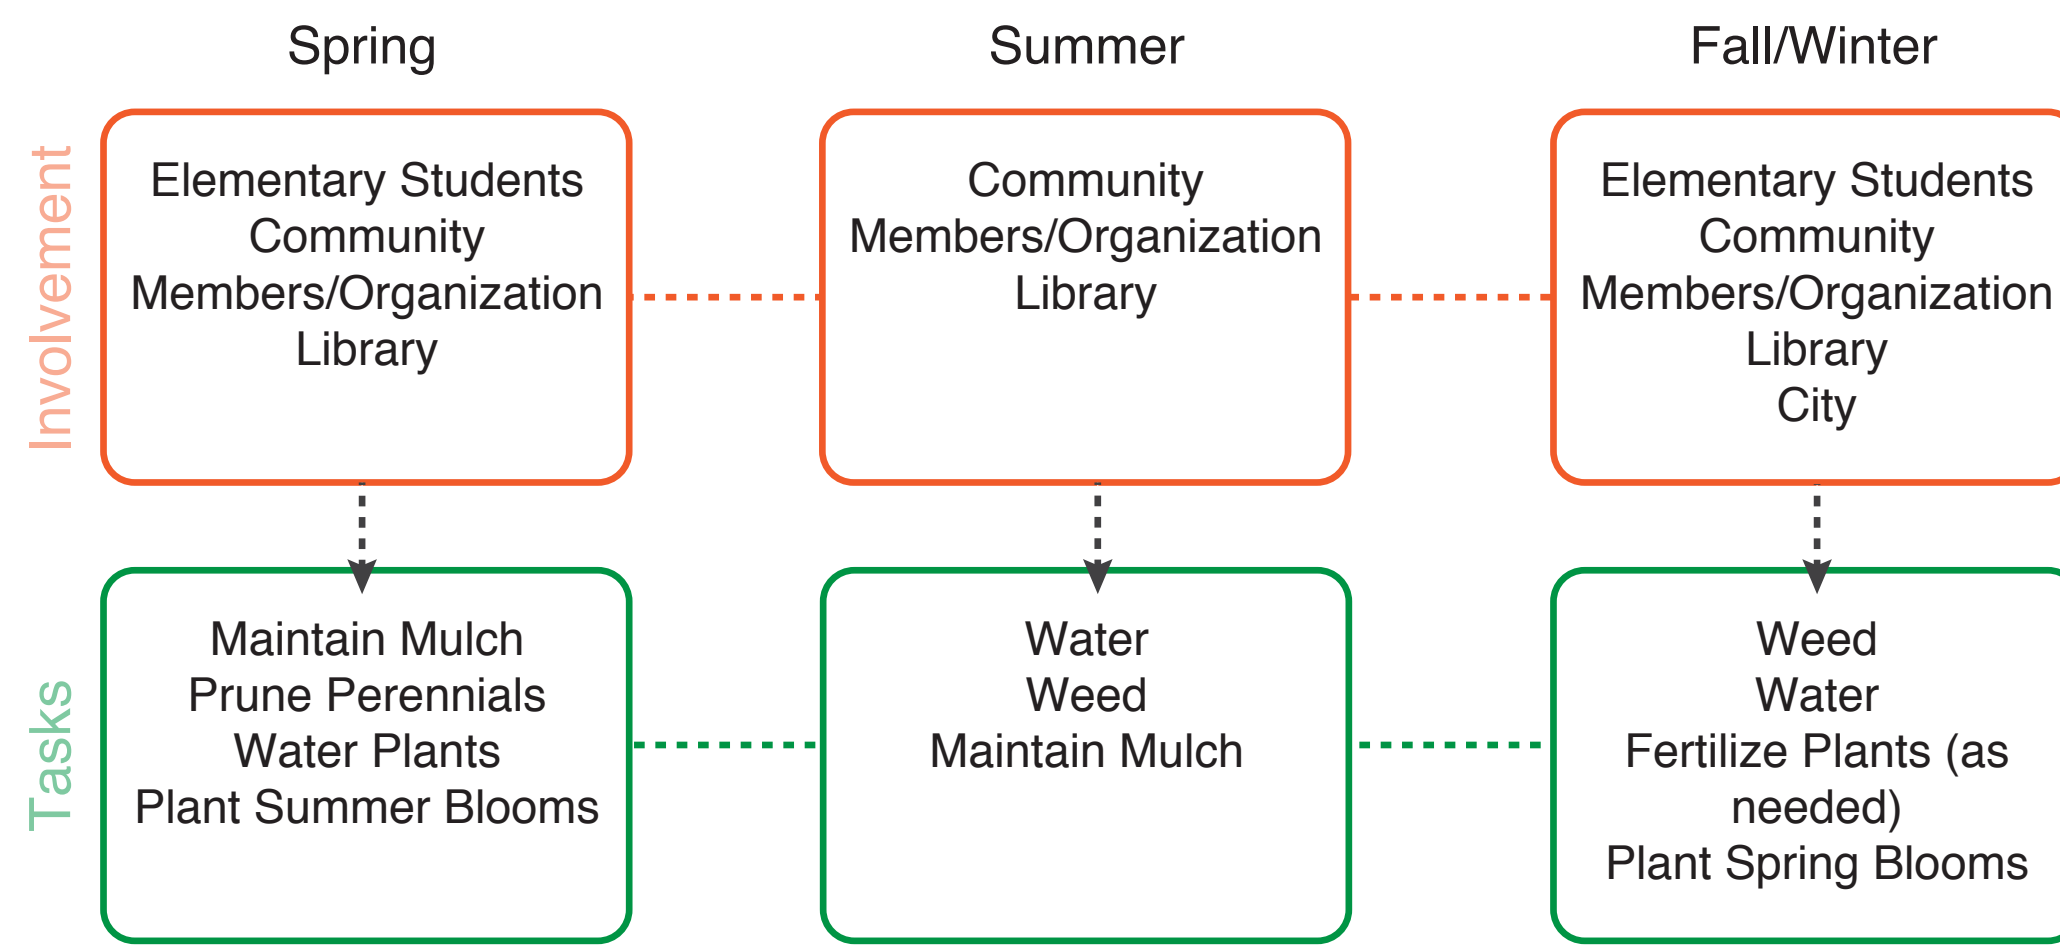 Spring
Summer
Fall/Winter
Involvement
Elementary Students
Community
Members/Organization
Library
Community
Members/Organization
Library
Elementary Students
Community
Members/Organization
Library
City
Tasks
Maintain Mulch
Prune Perennials
Water Plants
Plant Summer Blooms
Water
Weed
Maintain Mulch
Weed
Water
Fertilize Plants (as
needed)
Plant Spring Blooms